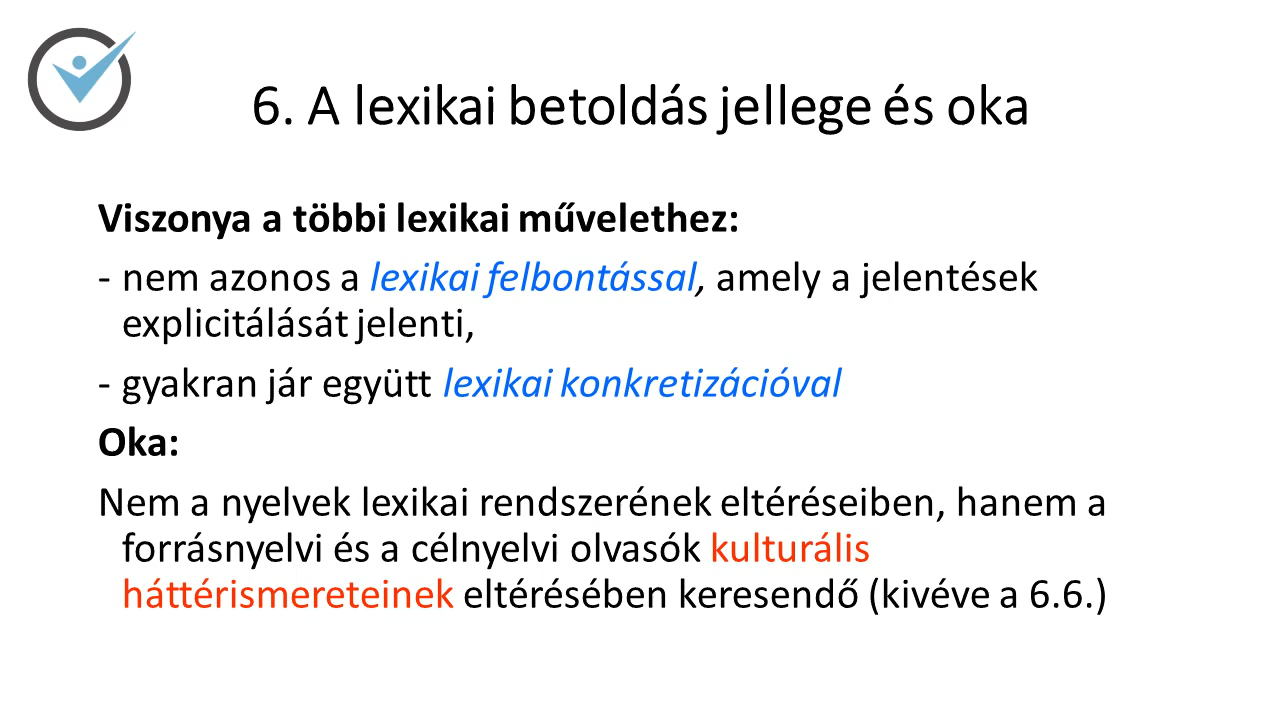 6. A lexikai betoldás jellege és oka
Viszonya a többi lexikai művelethez:
- nem azonos a lexikai felbontással, amely a jelentések
explicitálását jelenti,
- gyakran jár együtt lexikai konkretizációval
Oka:
Nem a nyelvek lexikai rendszerének eltéréseiben, hanem a
forrásnyelvi és a célnyelvi olvasók kulturális
háttérismereteinek eltérésében keresendő (kivéve a 6.6.)